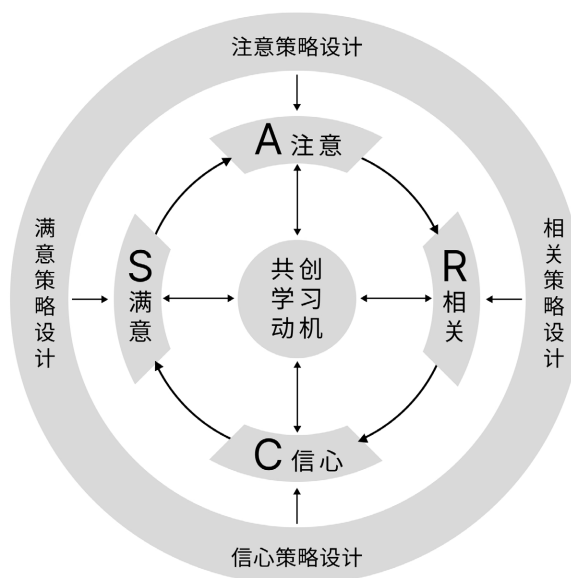 注意策略设计
A 注意
满意策略设计
S
满意
共创
学习
动机
R
相关
相关策略设计
C 信心
信心策略设计